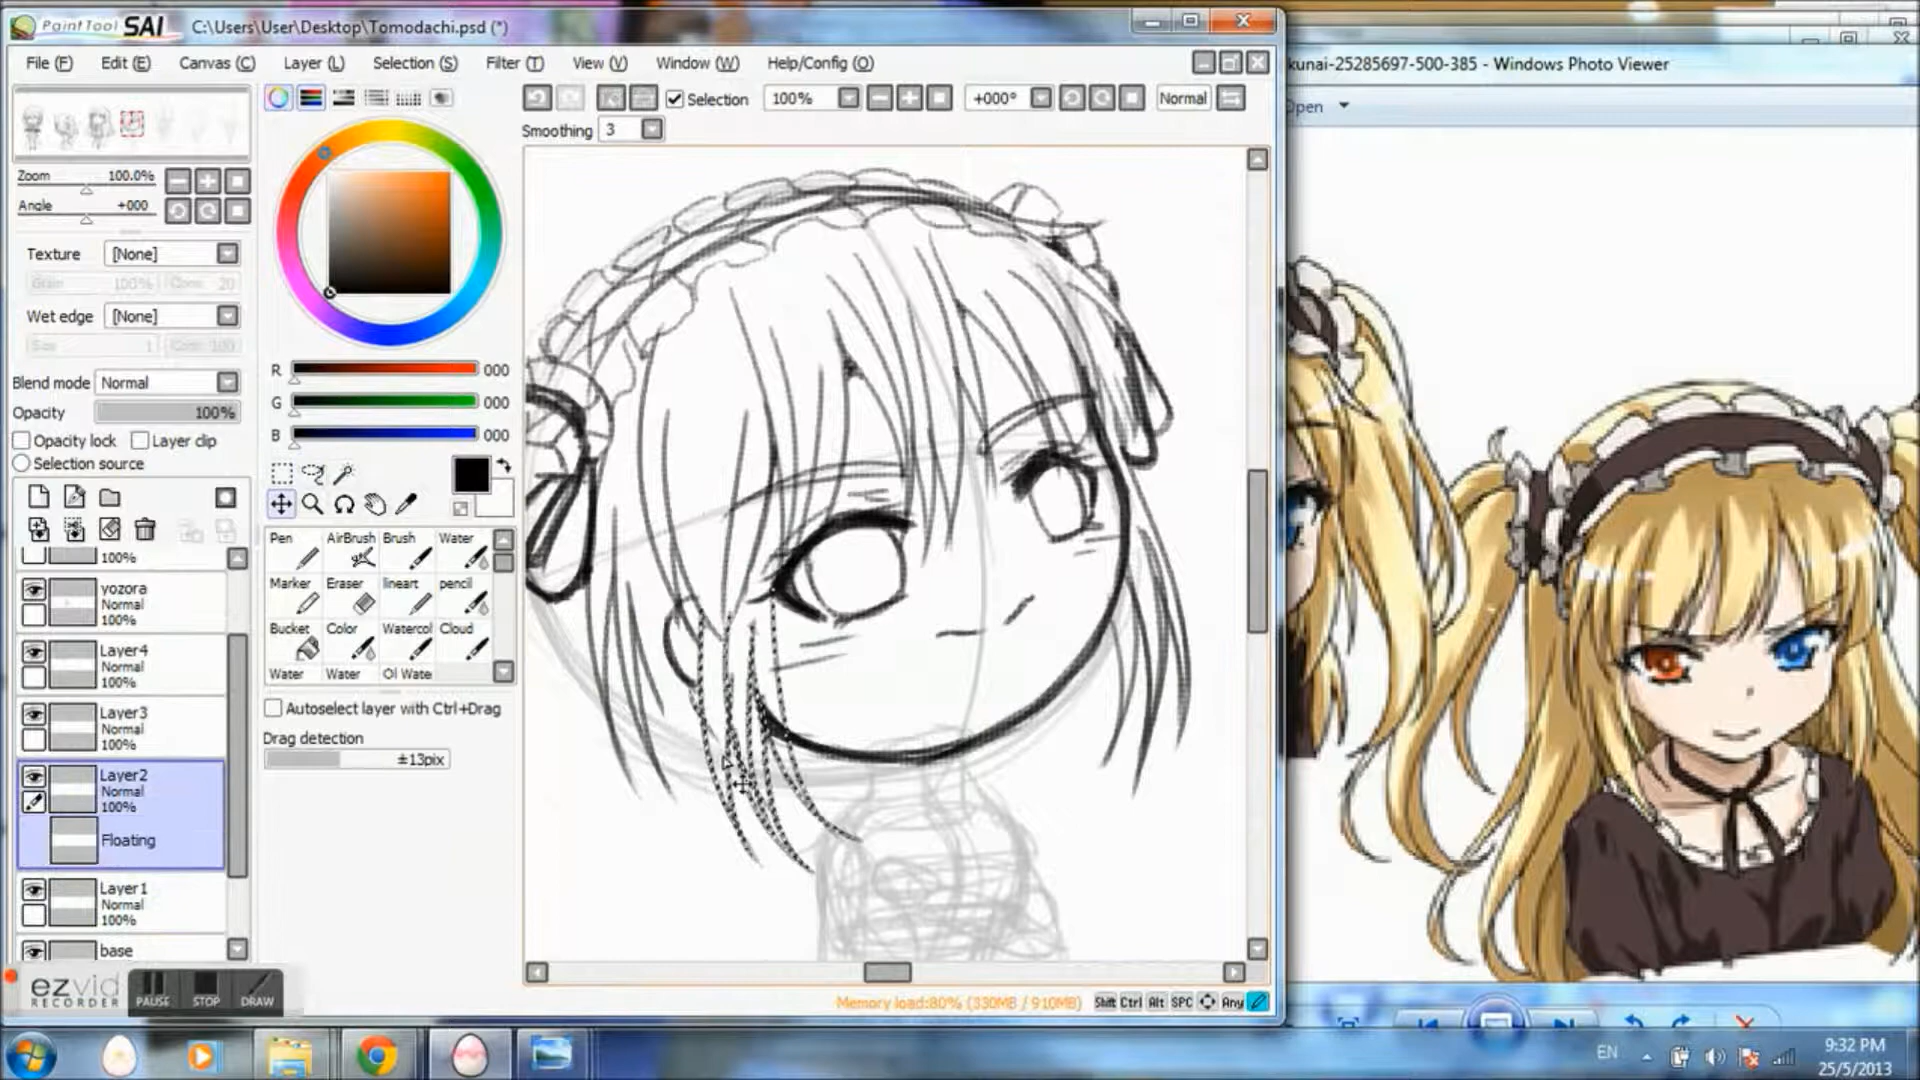 PaintTool SAI C:\Users\User\Desktop\Tomodachi.psd (*)
File (F) Edit (E) Canvas (C) Layer (L) Selection (S) Filter (T) View (V) Window (W) Help/Config (O)
kunai-25285697-500-385 - Windows Photo Viewer
Open
Selection 100% +000° Normal
Smoothing 3
Zoom 100.0%
Angle +000
Texture [None]
Grain 100% 20
Wet edge [None]
1 100
Blend mode Normal
Opacity 100%
Opacity lock Layer clip
Selection source
R 000
G 000
B 000
Pen AirBrush Brush Water
Marker Eraser lineart pencil
Bucket Color Watercol Cloud
Water Water Oil Wate
Autoselect layer with Ctrl+Drag
Drag detection
±13pix
100%
yozora
Normal
100%
Layer4
Normal
100%
Layer3
Normal
100%
Layer2
Normal
100%
Floating
Layer1
Normal
100%
base
ezvid
RECORDER
PAUSE STOP DRAW
Memory load:80% (330MB / 910MB) Shift Ctrl Alt SPC Any
EN
9:32 PM
25/5/2013